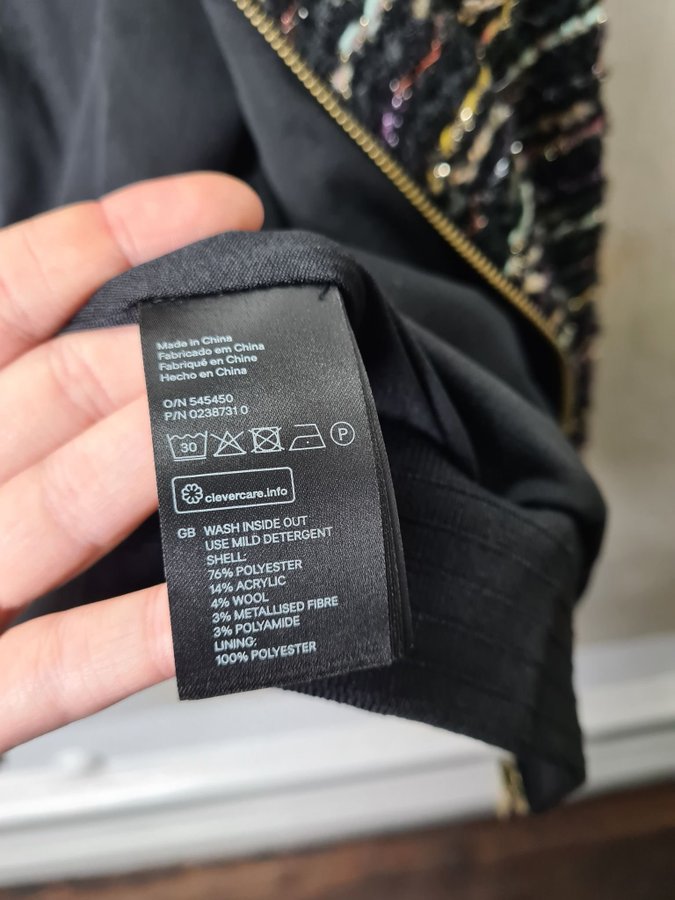 Made in China
Fabricado em China
Fabriqué en Chine
Hecho en China
O/N 545450
P/N 0238731 0
30 P
clevercare.info
GB WASH INSIDE OUT
USE MILD DETERGENT
SHELL:
76% POLYESTER
14% ACRYLIC
4% WOOL
3% METALLISED FIBRE
3% POLYAMIDE
LINING:
100% POLYESTER